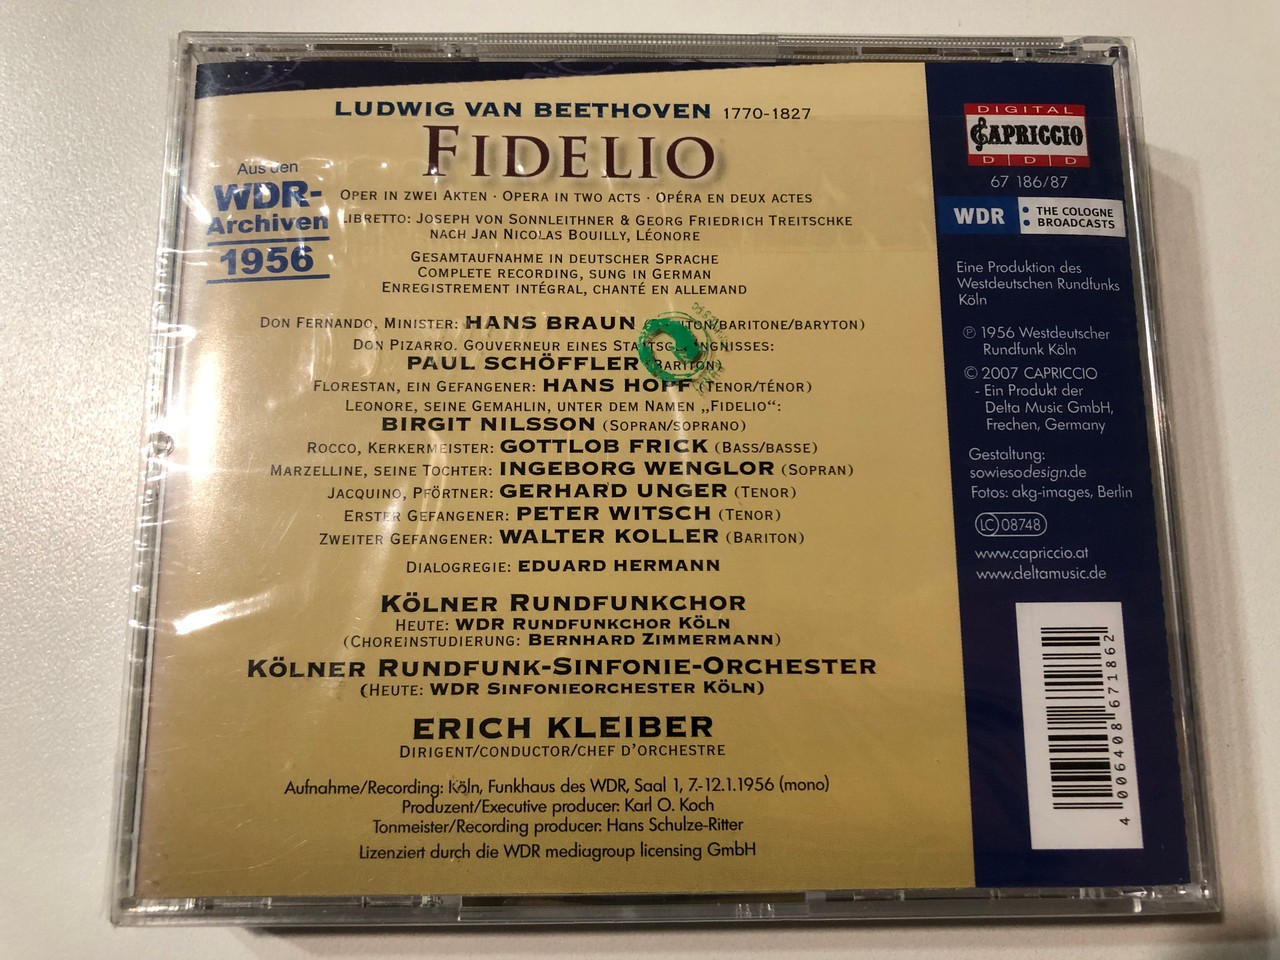 LUDWIG VAN BEETHOVEN 1770-1827
FIDELIO
OPER IN ZWEI AKTEN · OPERA IN TWO ACTS · OPÉRA EN DEUX ACTES
LIBRETTO: JOSEPH VON SONNLEITHNER & GEORG FRIEDRICH TREITSCHKE
NACH JAN NICOLAS BOUILLY, LÉONORE
GESAMTAUFNAHME IN DEUTSCHER SPRACHE
COMPLETE RECORDING, SUNG IN GERMAN
ENREGISTREMENT INTÉGRAL, CHANTÉ EN ALLEMAND
Aus den
WDR-
Archiven
1956
DON FERNANDO, MINISTER: HANS BRAUN (BARITON/BARITONE/BARYTON)
DON PIZARRO. GOUVERNEUR EINES STAATSGEFÄNGNISSES:
PAUL SCHÖFFLER (BARITON)
FLORESTAN, EIN GEFANGENER: HANS HOPF (TENOR/TÉNOR)
LEONORE, SEINE GEMAHLIN, UNTER DEM NAMEN „FIDELIO“:
BIRGIT NILSSON (SOPRAN/SOPRANO)
ROCCO, KERKERMEISTER: GOTTLOB FRICK (BASS/BASSE)
MARZELLINE, SEINE TOCHTER: INGEBORG WENGLOR (SOPRAN)
JACQUINO, PFÖRTNER: GERHARD UNGER (TENOR)
ERSTER GEFANGENER: PETER WITSCH (TENOR)
ZWEITER GEFANGENER: WALTER KOLLER (BARITON)
DIALOGREGIE: EDUARD HERMANN
KÖLNER RUNDFUNKCHOR
HEUTE: WDR RUNDFUNKCHOR KÖLN
(CHOREINSTUDIERUNG: BERNHARD ZIMMERMANN)
KÖLNER RUNDFUNK-SINFONIE-ORCHESTER
(HEUTE: WDR SINFONIEORCHESTER KÖLN)
ERICH KLEIBER
DIRIGENT/CONDUCTOR/CHEF D'ORCHESTRE
Aufnahme/Recording: Köln, Funkhaus des WDR, Saal 1, 7.-12.1.1956 (mono)
Produzent/Executive producer: Karl O. Koch
Tonmeister/Recording producer: Hans Schulze-Ritter
Lizenziert durch die WDR mediagroup licensing GmbH
DIGITAL
CAPRICCIO
DDD
67 186/87
WDR : THE COLOGNE
BROADCASTS
Eine Produktion des
Westdeutschen Rundfunks
Köln
℗ 1956 Westdeutscher
Rundfunk Köln
© 2007 CAPRICCIO
- Ein Produkt der
Delta Music GmbH,
Frechen, Germany
Gestaltung:
sowiesodesign.de
Fotos: akg-images, Berlin
LC 08748
www.capriccio.at
www.deltamusic.de
4 006408 671862